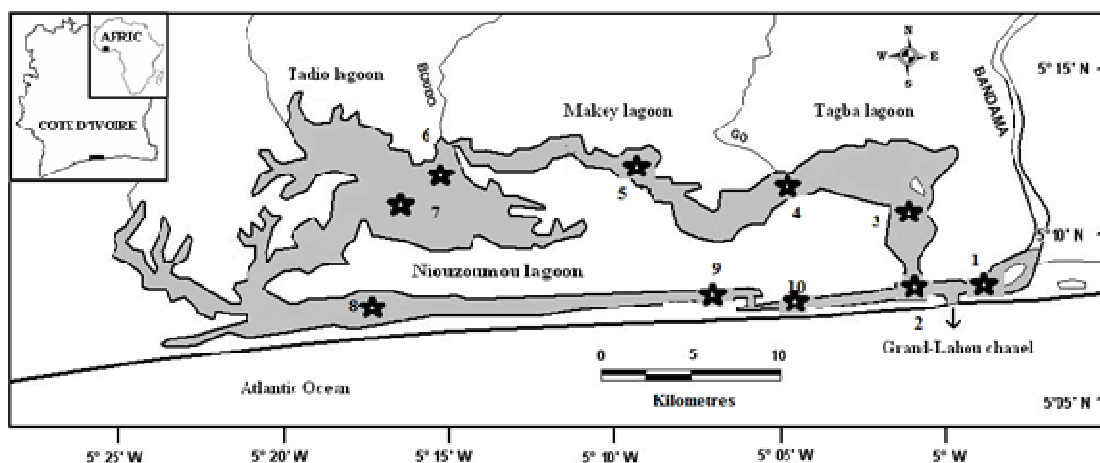 AFRIC
COTE D'IVOIRE
Tadio lagoon
BOUBO
Makey lagoon
GO
Tagba lagoon
N
W E
S
BANDAMA
5° 15' N
6
5
7
4
3
5° 10' N
Niouzoumou lagoon
9
10
1
8
2
Grand-Lahou chanel
0 5 10
Kilometres
Atlantic Ocean
5°05' N
5° 25' W
5° 20' W
5° 15' W
5° 10' W
5° 05' W
5° W